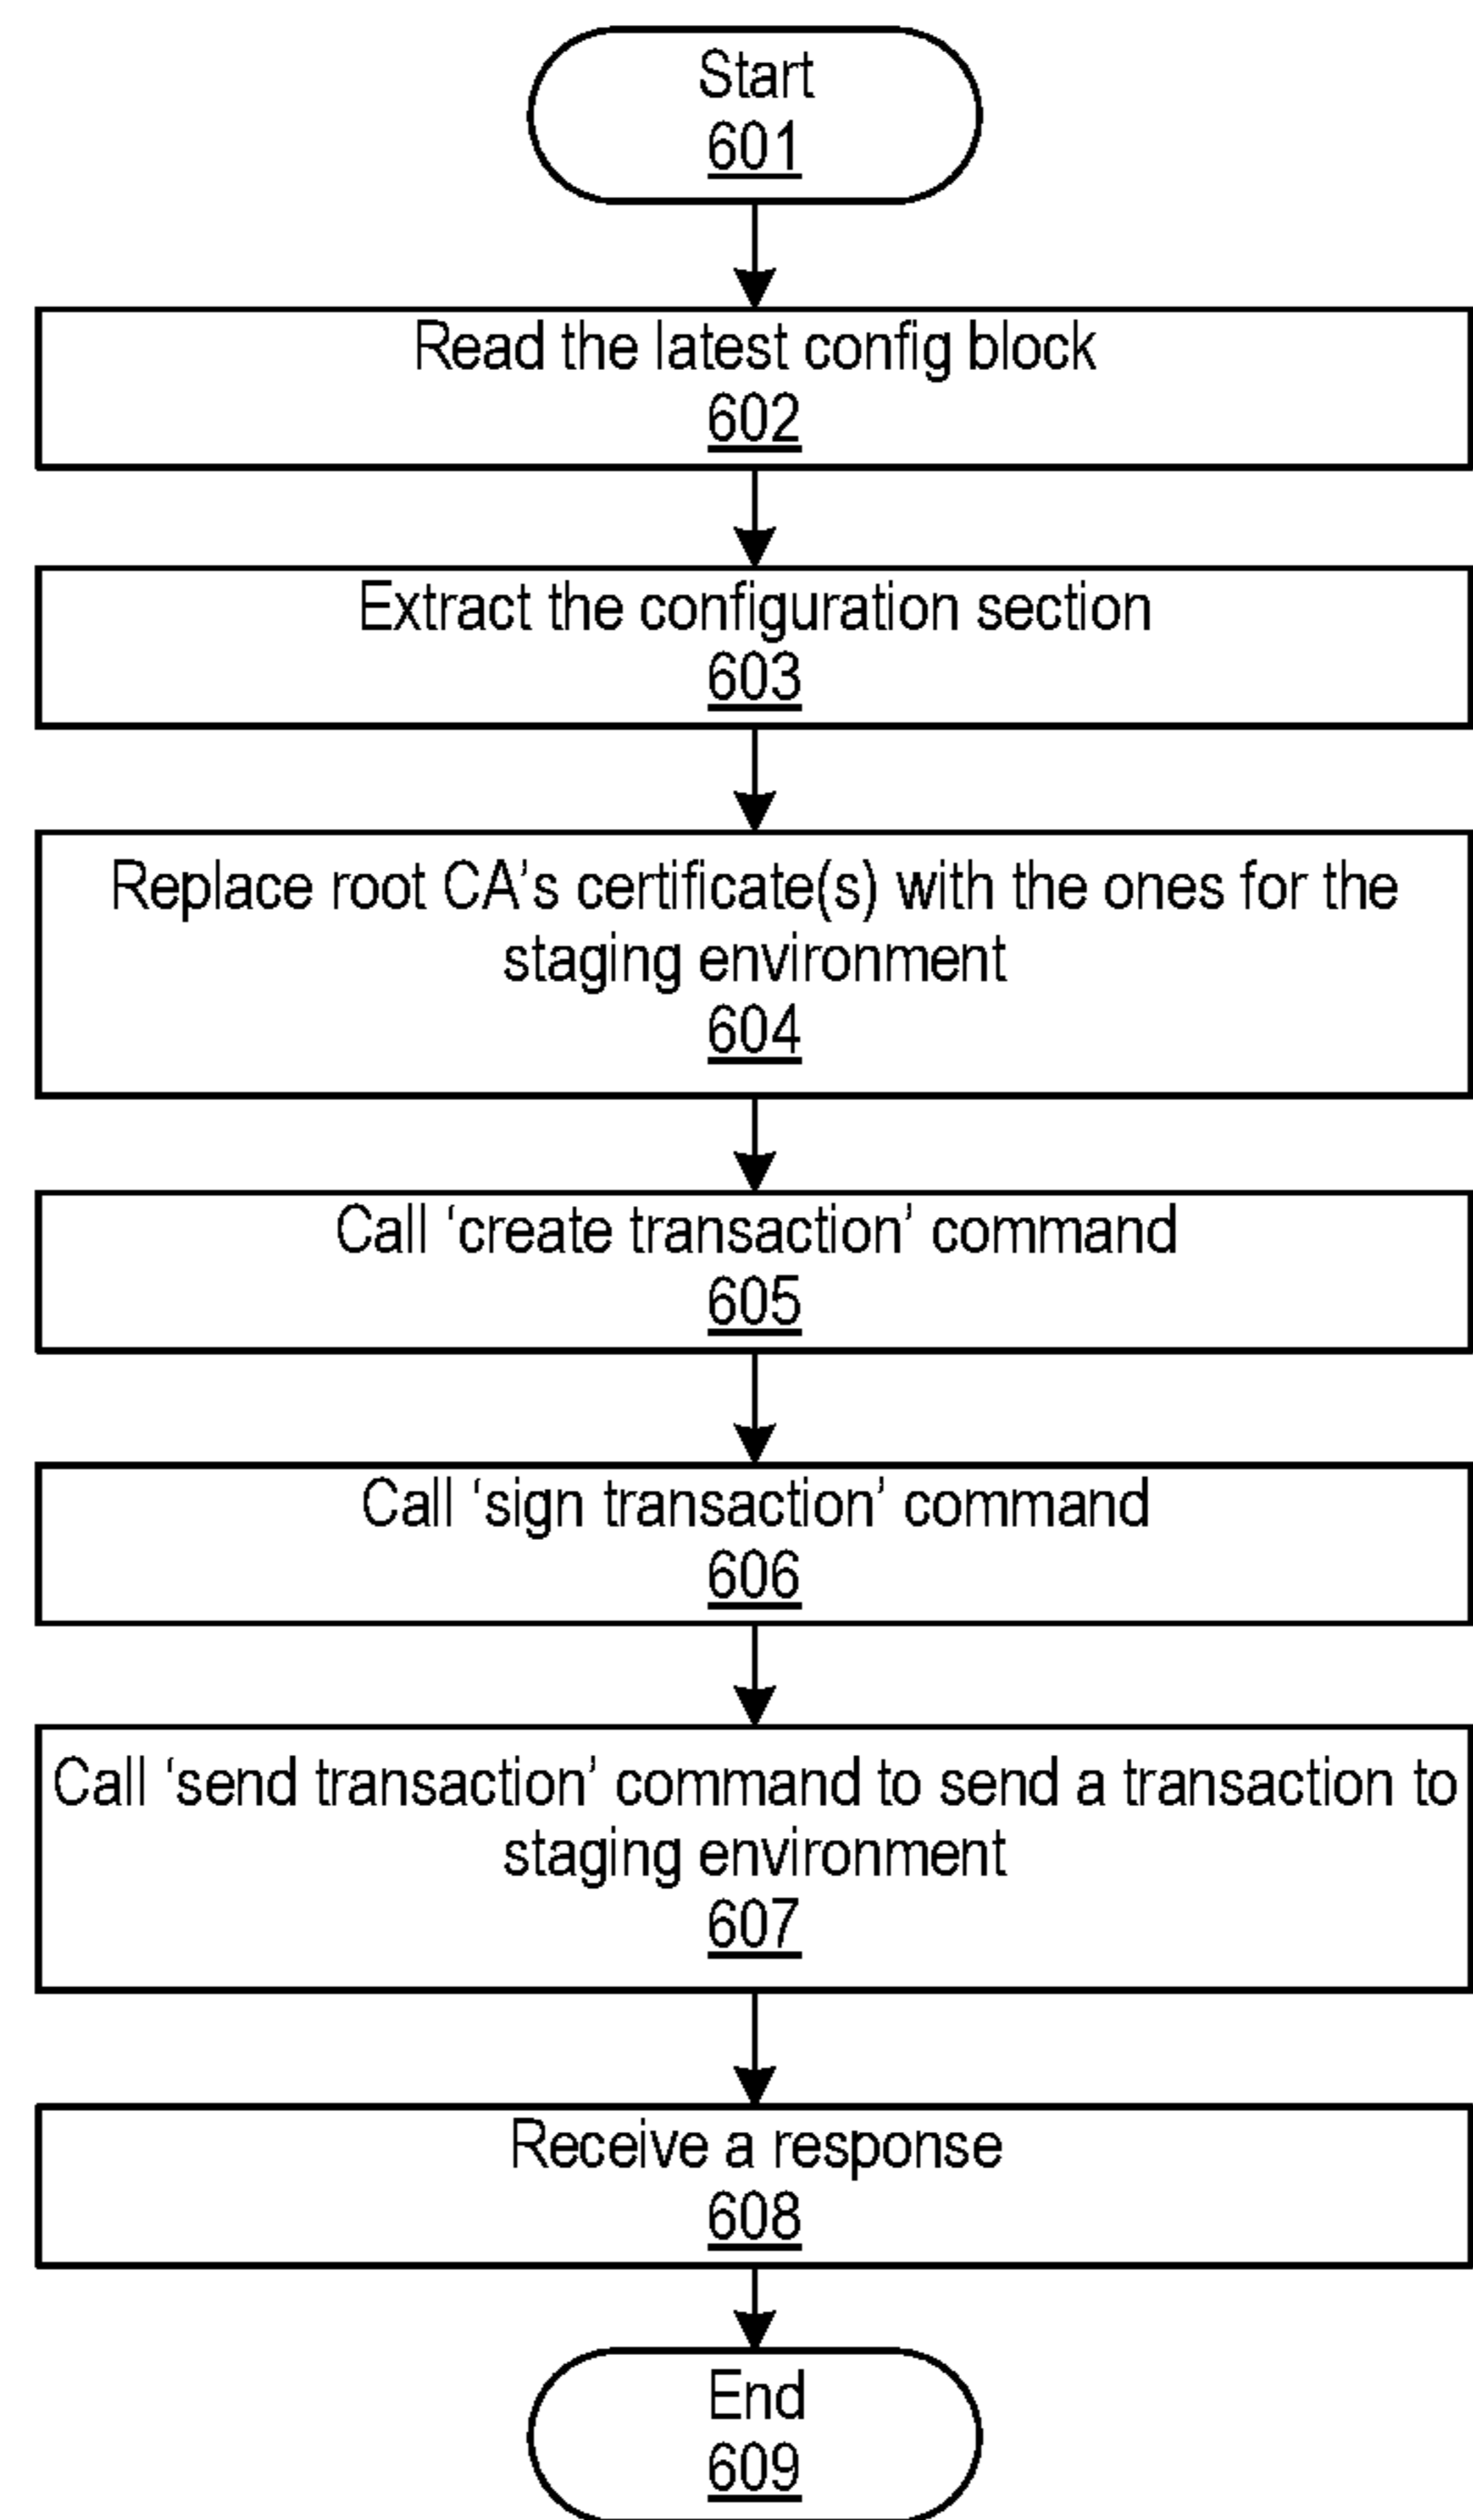 Start
601
Read the latest config block
602
Extract the configuration section
603
Replace root CA's certificate(s) with the ones for the
staging environment
604
Call ‘create transaction’ command
605
Call ‘sign transaction’ command
606
Call ‘send transaction’ command to send a transaction to
staging environment
607
Receive a response
608
End
609